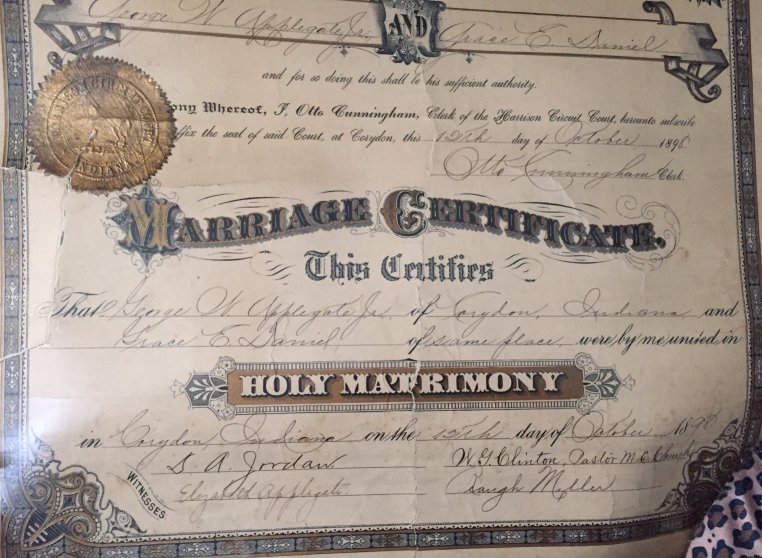 George W. Applegate Jr. AND Grace E. Daniel
and for so doing this shall be his sufficient authority.
ony Whereof, I, Otto Cunningham, Clerk of the Harrison Circuit Court, hereunto subscribe
ffix the seal of said Court, at Corydon, this 12th day of October 1898
Otto Cunningham Clerk.
MARRIAGE CERTIFICATE.
This Certifies
That George W. Applegate Jr. of Corydon, Indiana and
Grace E. Daniel of same place were by me united in
HOLY MATRIMONY
in Corydon, Indiana on the 12th day of October 1898
S. A. Jordan W. G. Clinton, Pastor M. E. Church
WITNESSES Elizabeth Applegate.